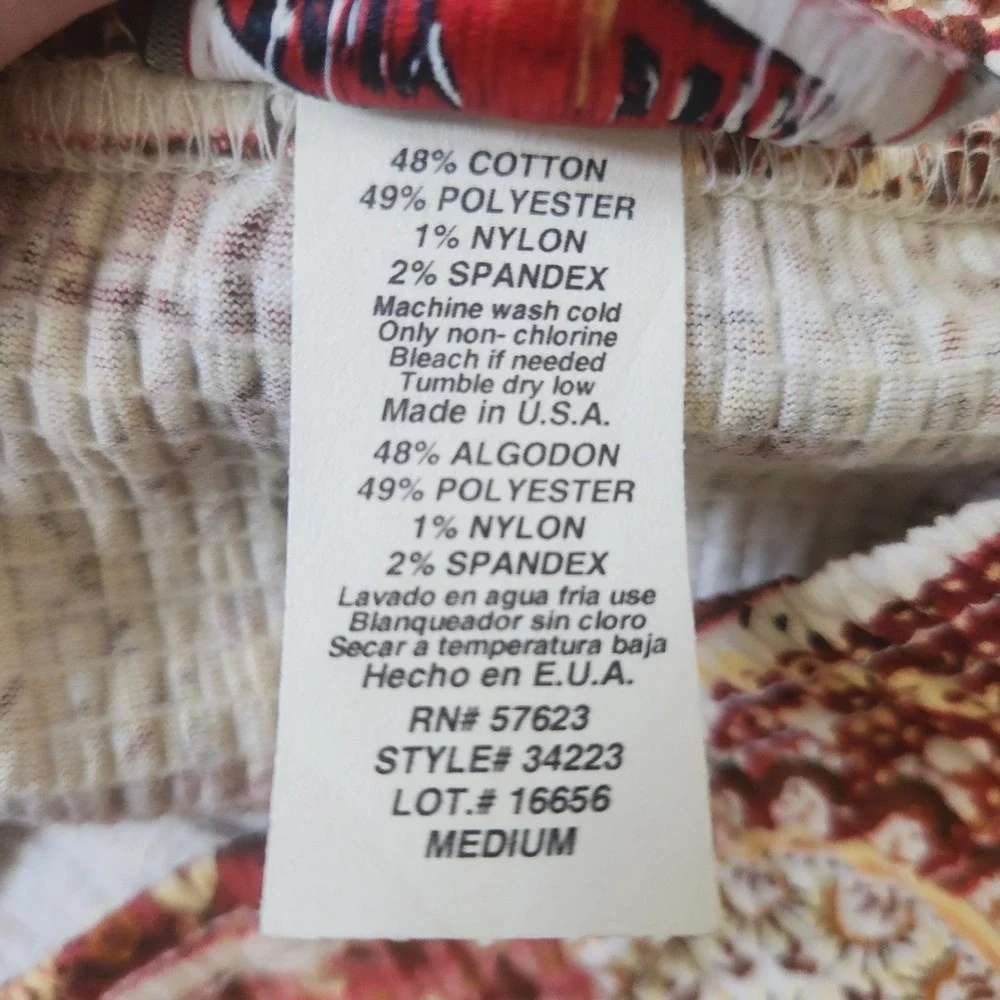 48% COTTON
49% POLYESTER
1% NYLON
2% SPANDEX
Machine wash cold
Only non- chlorine
Bleach if needed
Tumble dry low
Made in U.S.A.
48% ALGODON
49% POLYESTER
1% NYLON
2% SPANDEX
Lavado en agua fria use
Blanqueador sin cloro
Secar a temperatura baja
Hecho en E.U.A.
RN# 57623
STYLE# 34223
LOT.# 16656
MEDIUM